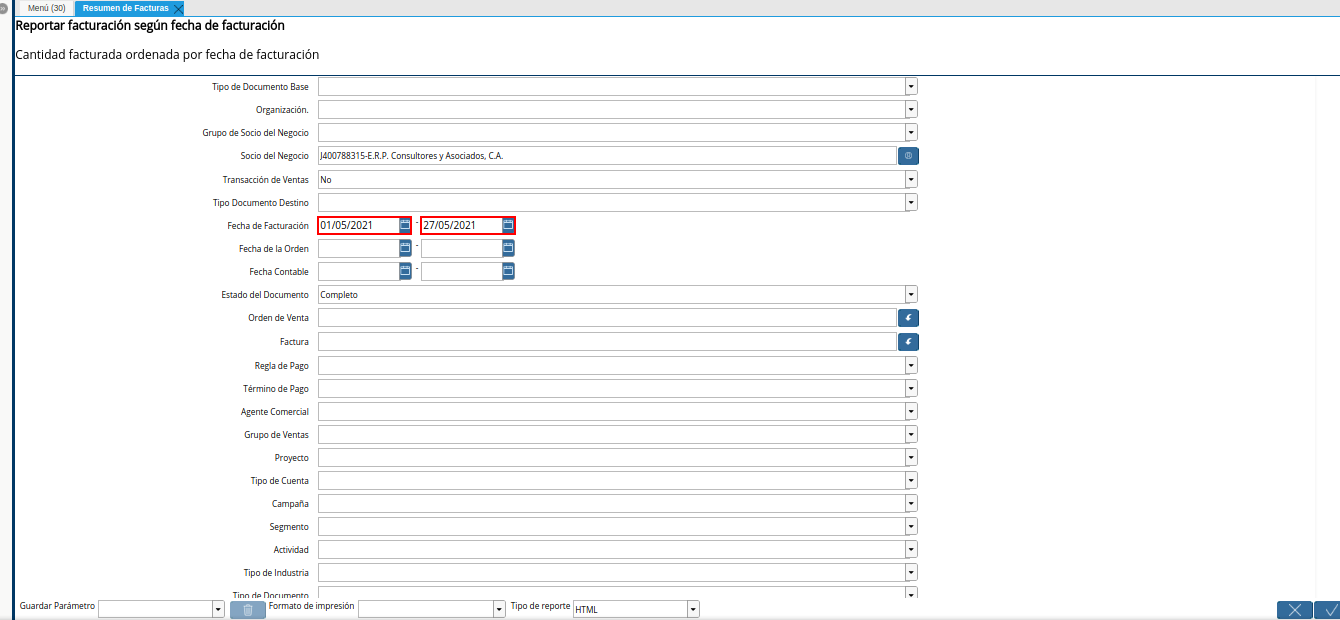 Menú (30) Resumen de Facturas
Reportar facturación según fecha de facturación
Cantidad facturada ordenada por fecha de facturación
Tipo de Documento Base
Organización.
Grupo de Socio del Negocio
Socio del Negocio J400788315-E.R.P. Consultores y Asociados, C.A.
Transacción de Ventas No
Tipo Documento Destino
Fecha de Facturación 01/05/2021 - 27/05/2021
Fecha de la Orden -
Fecha Contable -
Estado del Documento Completo
Orden de Venta
Factura
Regla de Pago
Término de Pago
Agente Comercial
Grupo de Ventas
Proyecto
Tipo de Cuenta
Campaña
Segmento
Actividad
Tipo de Industria
Tipo de Documento
Guardar Parámetro Formato de impresión Tipo de reporte HTML